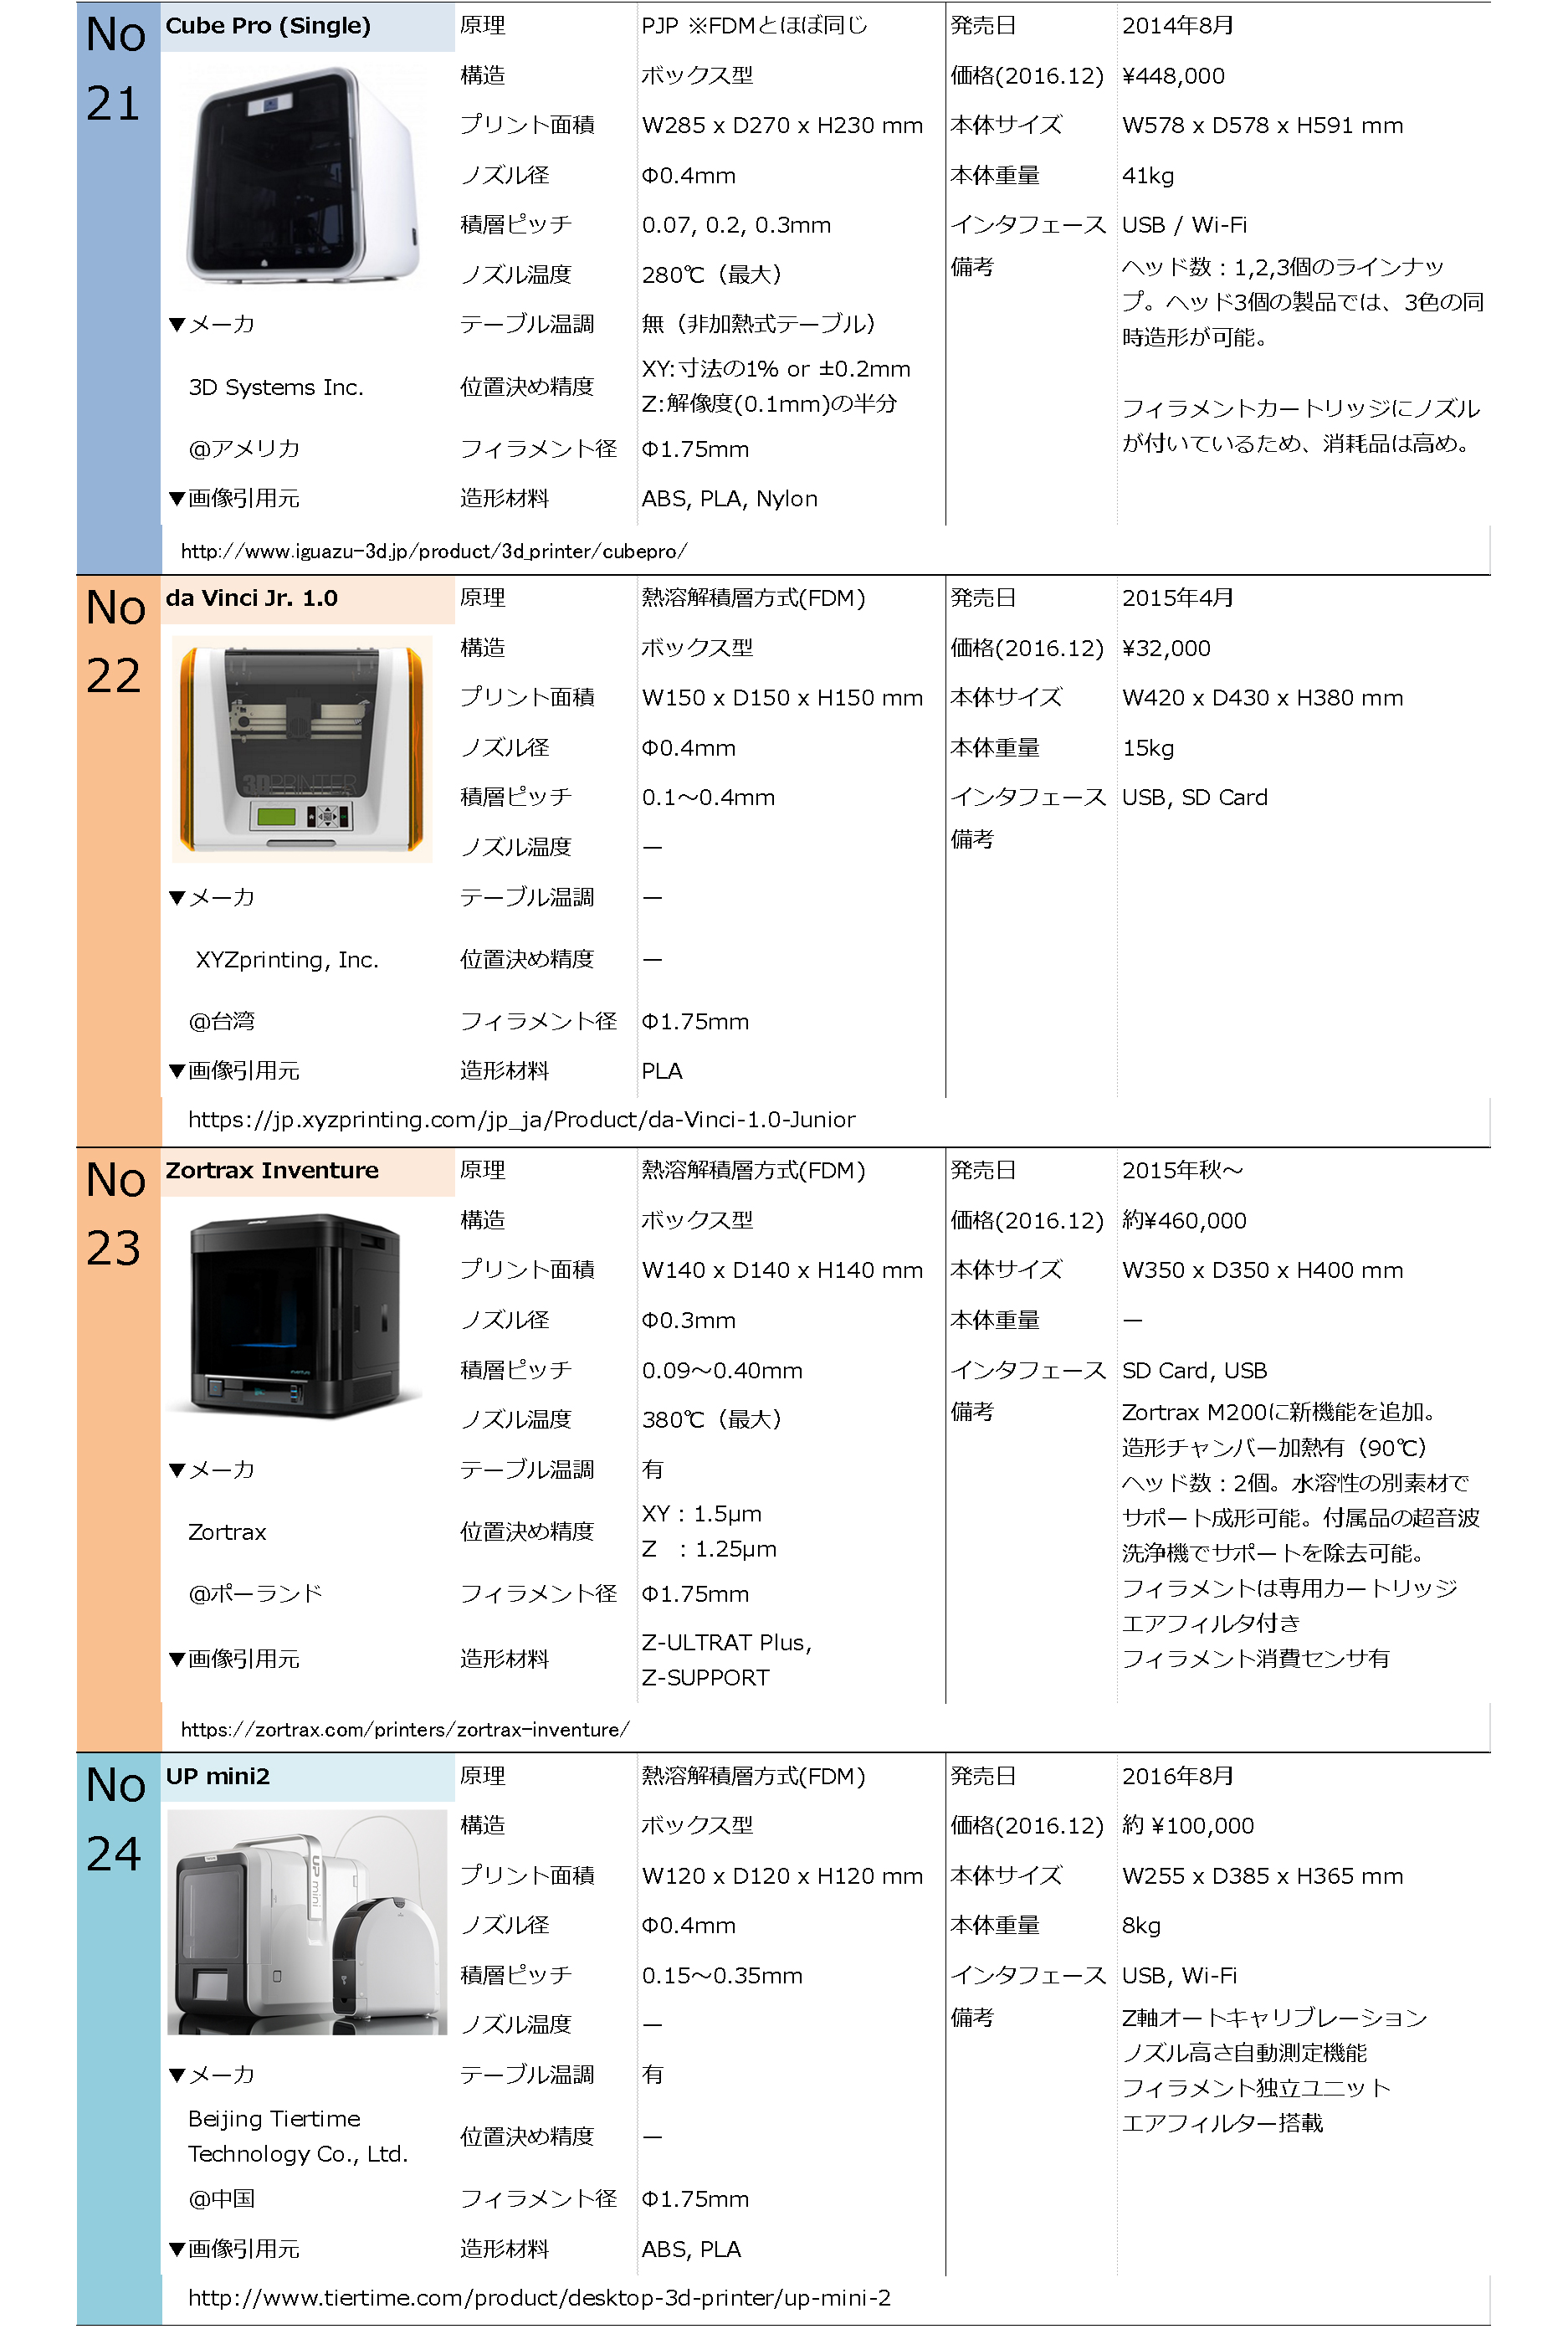 No
21
Cube Pro (Single)
原理 PJP ※FDMとほぼ同じ 発売日 2014年8月
構造 ボックス型 価格(2016.12) ¥448,000
プリント面積 W285 x D270 x H230 mm 本体サイズ W578 x D578 x H591 mm
ノズル径 Φ0.4mm 本体重量 41kg
積層ピッチ 0.07, 0.2, 0.3mm インタフェース USB / Wi-Fi
ノズル温度 280℃（最大） 備考 ヘッド数：1,2,3個のラインナッ
プ。ヘッド3個の製品では、3色の同
時造形が可能。
▼メーカ テーブル温調 無（非加熱式テーブル）
3D Systems Inc. 位置決め精度 XY:寸法の1% or ±0.2mm
Z:解像度(0.1mm)の半分
フィラメントカートリッジにノズル
が付いているため、消耗品は高め。
@アメリカ フィラメント径 Φ1.75mm
▼画像引用元 造形材料 ABS, PLA, Nylon
http://www.iguazu-3d.jp/product/3d_printer/cubepro/
No
22
da Vinci Jr. 1.0
原理 熱溶解積層方式(FDM) 発売日 2015年4月
構造 ボックス型 価格(2016.12) ¥32,000
プリント面積 W150 x D150 x H150 mm 本体サイズ W420 x D430 x H380 mm
ノズル径 Φ0.4mm 本体重量 15kg
3DPRINTER
積層ピッチ 0.1～0.4mm インタフェース USB, SD Card
ノズル温度 — 備考
▼メーカ テーブル温調 —
XYZprinting, Inc. 位置決め精度 —
@台湾 フィラメント径 Φ1.75mm
▼画像引用元 造形材料 PLA
https://jp.xyzprinting.com/jp_ja/Product/da-Vinci-1.0-Junior
No
23
Zortrax Inventure
原理 熱溶解積層方式(FDM) 発売日 2015年秋～
構造 ボックス型 価格(2016.12) 約¥460,000
プリント面積 W140 x D140 x H140 mm 本体サイズ W350 x D350 x H400 mm
ノズル径 Φ0.3mm 本体重量 —
積層ピッチ 0.09～0.40mm インタフェース SD Card, USB
ノズル温度 380℃（最大） 備考 Zortrax M200に新機能を追加。
造形チャンバー加熱有（90℃）
▼メーカ テーブル温調 有
ヘッド数：2個。水溶性の別素材で
サポート成形可能。付属品の超音波
洗浄機でサポートを除去可能。
Zortrax 位置決め精度 XY：1.5μm
Z ：1.25μm
@ポーランド フィラメント径 Φ1.75mm
フィラメントは専用カートリッジ
エアフィルタ付き
フィラメント消費センサ有
▼画像引用元 造形材料 Z-ULTRAT Plus,
Z-SUPPORT
https://zortrax.com/printers/zortrax-inventure/
No
24
UP mini2
原理 熱溶解積層方式(FDM) 発売日 2016年8月
構造 ボックス型 価格(2016.12) 約 ¥100,000
UP mini
プリント面積 W120 x D120 x H120 mm 本体サイズ W255 x D385 x H365 mm
ノズル径 Φ0.4mm 本体重量 8kg
積層ピッチ 0.15～0.35mm インタフェース USB, Wi-Fi
ノズル温度 — 備考 Z軸オートキャリブレーション
ノズル高さ自動測定機能
フィラメント独立ユニット
エアフィルター搭載
▼メーカ テーブル温調 有
Beijing Tiertime
Technology Co., Ltd. 位置決め精度 —
@中国 フィラメント径 Φ1.75mm
▼画像引用元 造形材料 ABS, PLA
http://www.tiertime.com/product/desktop-3d-printer/up-mini-2